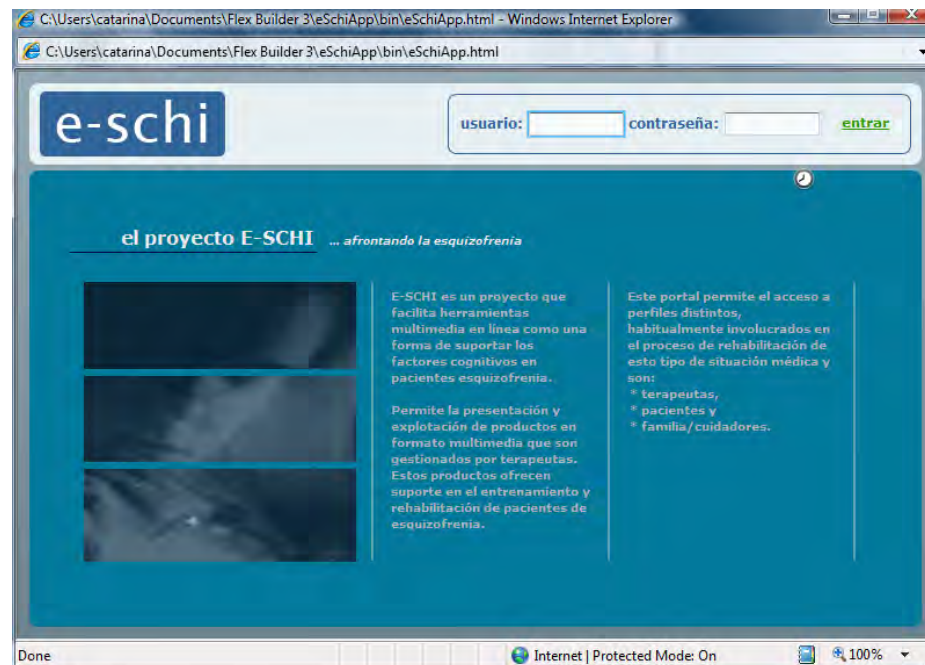 C:\Users\catarina\Documents\Flex Builder 3\eSchiApp\bin\eSchiApp.html - Windows Internet Explorer
C:\Users\catarina\Documents\Flex Builder 3\eSchiApp\bin\eSchiApp.html
e-schi
usuario: contraseña: entrar
el proyecto E-SCHI ... afrontando la esquizofrenia
E-SCHI es un proyecto que
facilita herramientas
multimedia en línea como una
forma de suportar los
factores cognitivos en
pacientes esquizofrenia.
Permite la presentación y
explotación de productos en
formato multimedia que son
gestionados por terapeutas.
Estos productos ofrecen
suporte en el entrenamiento y
rehabilitación de pacientes de
esquizofrenia.
Este portal permite el acceso a
perfiles distintos,
habitualmente involucrados en
el proceso de rehabilitación de
esto tipo de situación médica y
son:
* terapeutas,
* pacientes y
* familia/cuidadores.
Done Internet | Protected Mode: On 100%